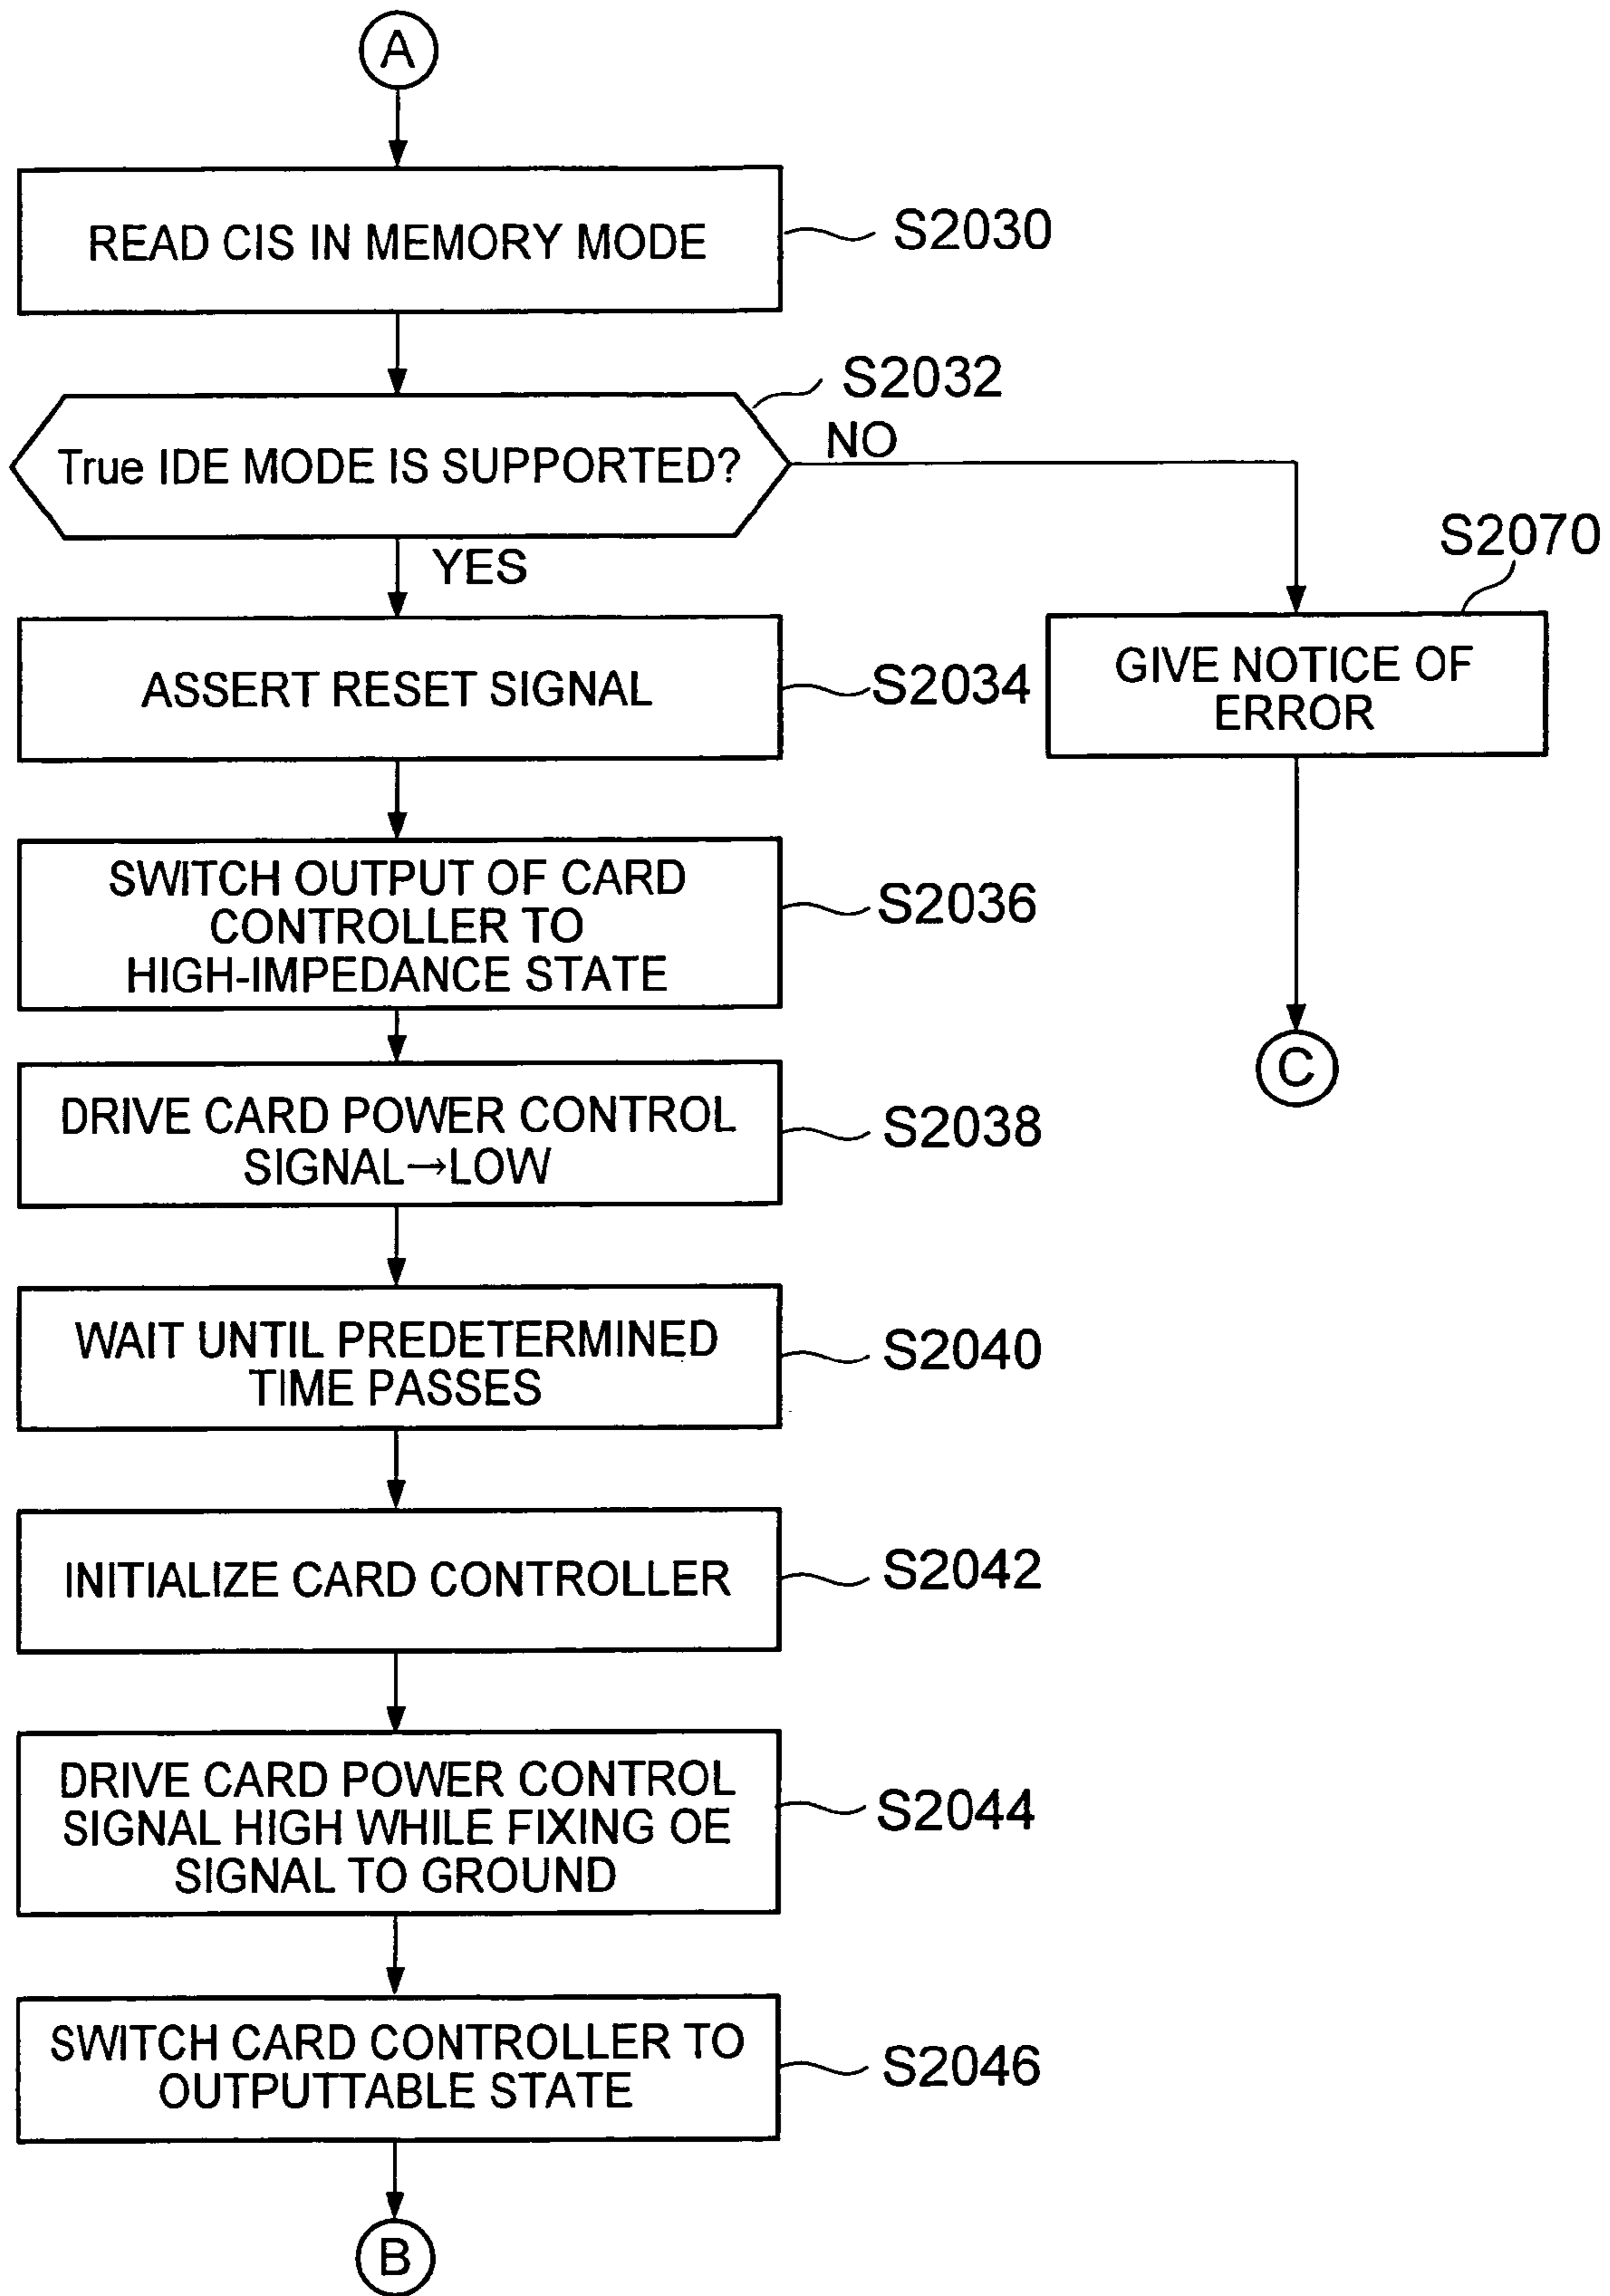 A
READ CIS IN MEMORY MODE
S2030
True IDE MODE IS SUPPORTED?
S2032
NO
YES
ASSERT RESET SIGNAL
S2034
S2070
GIVE NOTICE OF
ERROR
SWITCH OUTPUT OF CARD
CONTROLLER TO
HIGH-IMPEDANCE STATE
S2036
C
DRIVE CARD POWER CONTROL
SIGNAL→LOW
S2038
WAIT UNTIL PREDETERMINED
TIME PASSES
S2040
INITIALIZE CARD CONTROLLER
S2042
DRIVE CARD POWER CONTROL
SIGNAL HIGH WHILE FIXING OE
SIGNAL TO GROUND
S2044
SWITCH CARD CONTROLLER TO
OUTPUTTABLE STATE
S2046
B